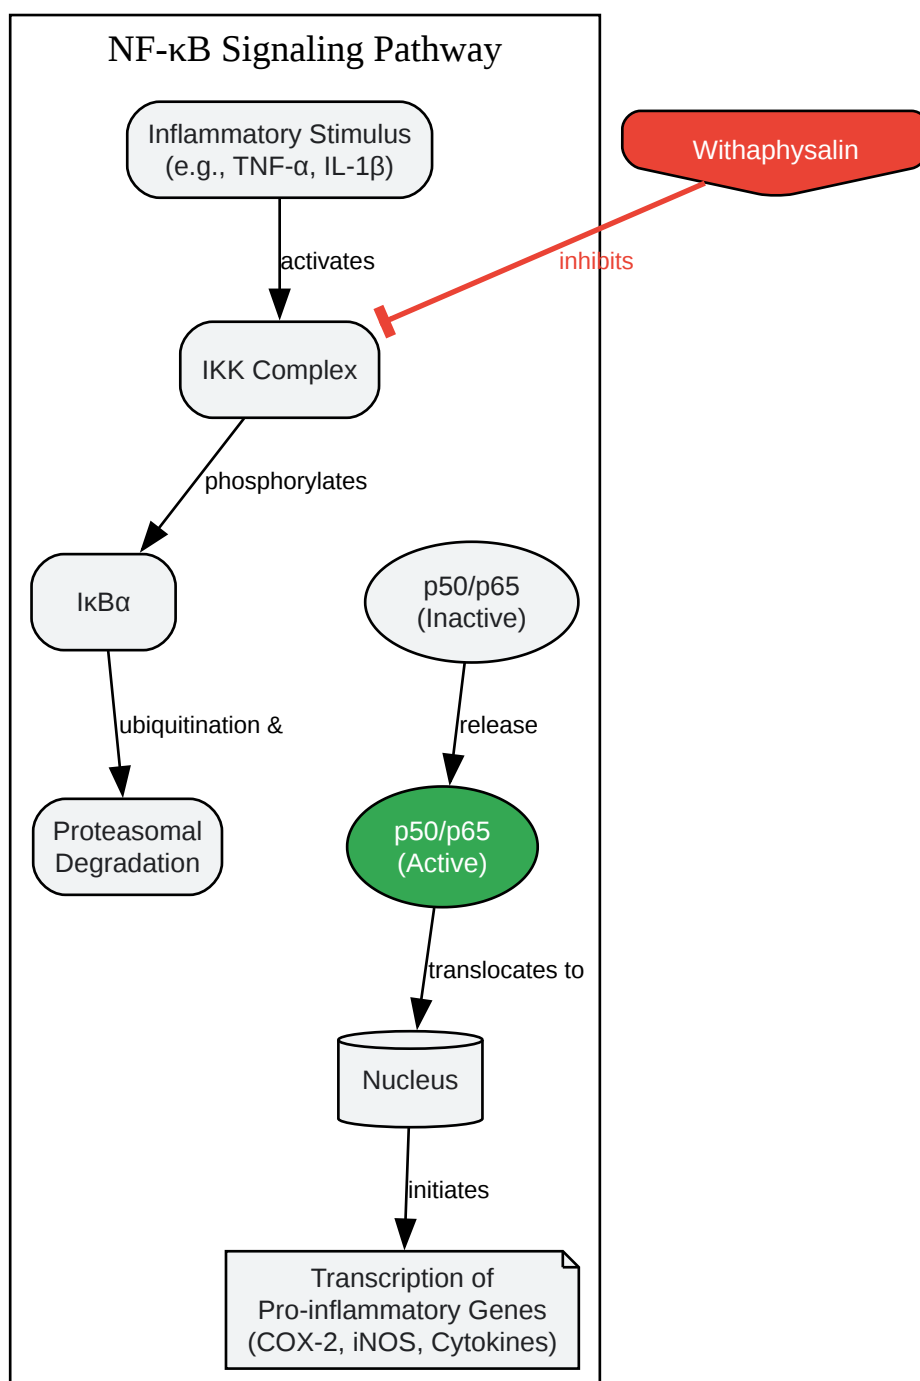 NF-κB Signaling Pathway
Inflammatory Stimulus
(e.g., TNF-α, IL-1β)
Withaphysalin
activates
inhibits
IKK Complex
phosphorylates
IκBα
p50/p65
(Inactive)
ubiquitination &
release
Proteasomal
Degradation
p50/p65
(Active)
translocates to
Nucleus
initiates
Transcription of
Pro-inflammatory Genes
(COX-2, iNOS, Cytokines)